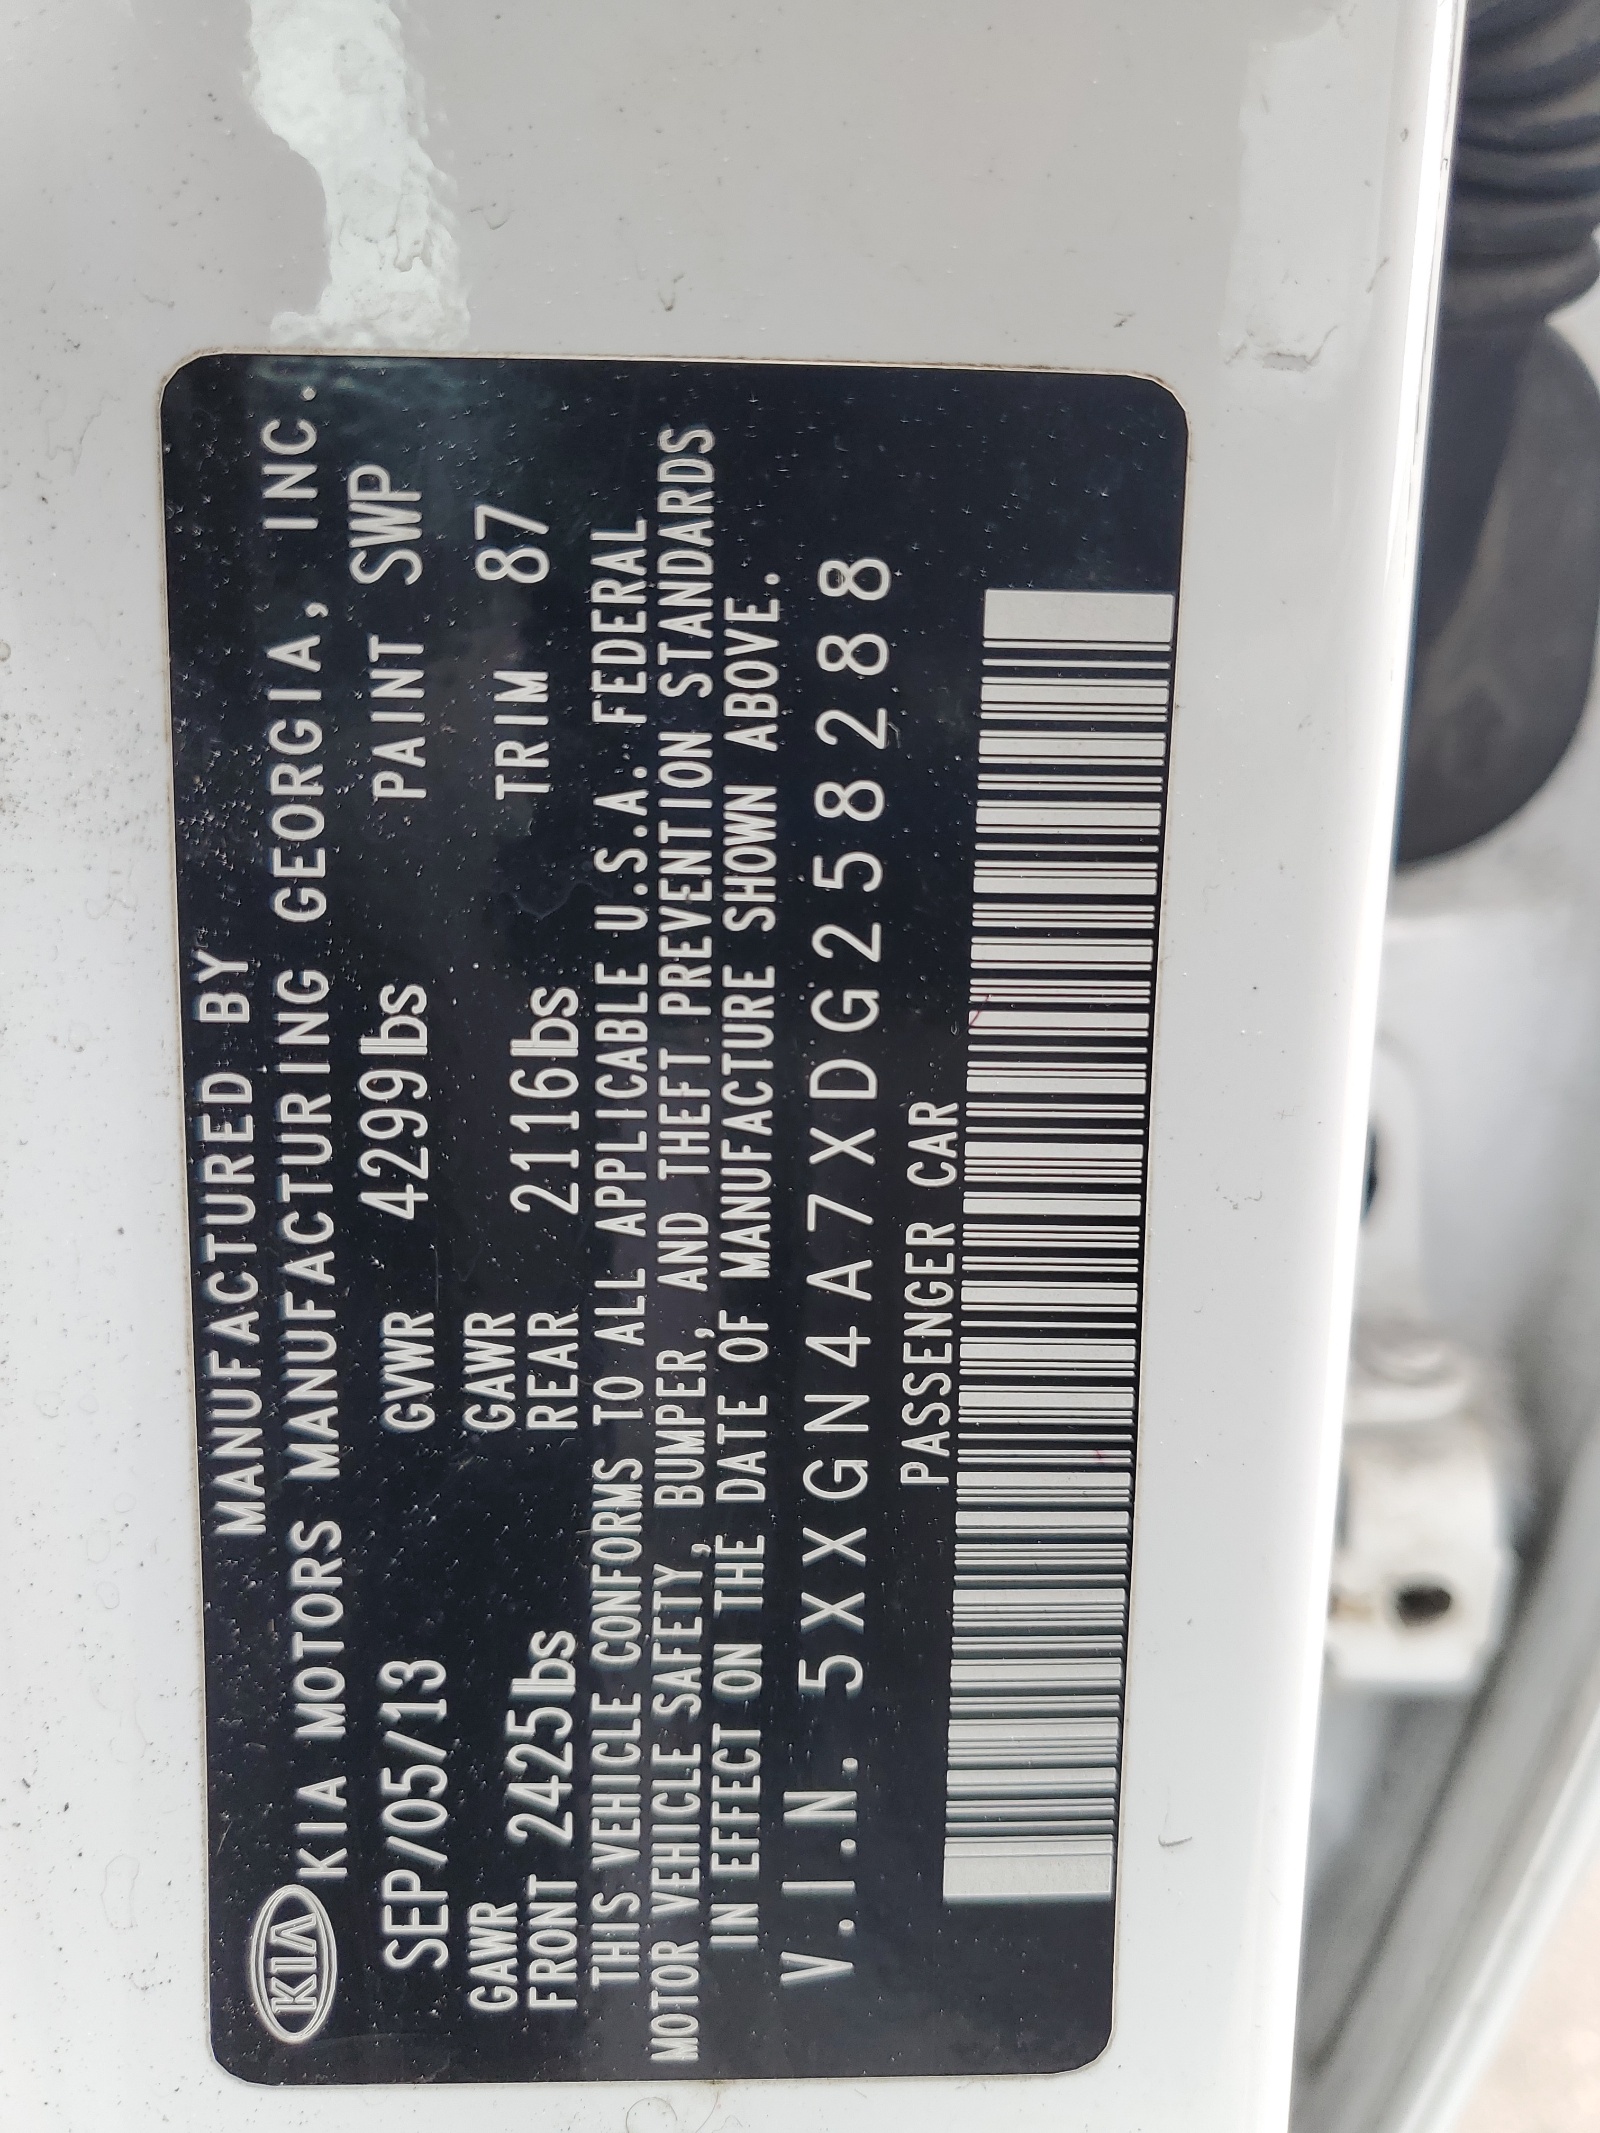 MANUFACTURED BY
KIA KIA MOTORS MANUFACTURING GEORGIA, INC.
SEP/05/13 GVWR 4299lbs PAINT SWP
GAWR FRONT 2425lbs GAWR REAR 2116lbs TRIM 87
THIS VEHICLE CONFORMS TO ALL APPLICABLE U.S.A. FEDERAL
MOTOR VEHICLE SAFETY, BUMPER, AND THEFT PREVENTION STANDARDS
IN EFFECT ON THE DATE OF MANUFACTURE SHOWN ABOVE.
V.I.N. 5XXGN4A7XDG258288
PASSENGER CAR